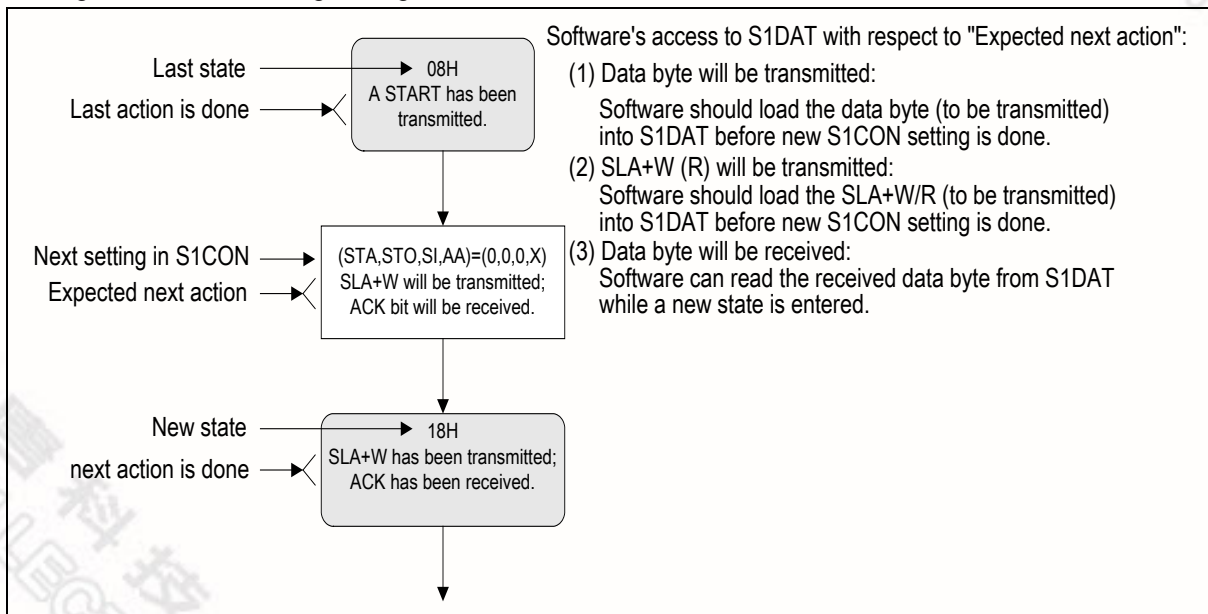 Last state
08H
Last action is done
A START has been
transmitted.
Next setting in S1CON
(STA,STO,SI,AA)=(0,0,0,X)
Expected next action
SLA+W will be transmitted;
ACK bit will be received.
New state
18H
next action is done
SLA+W has been transmitted;
ACK has been received.
Software's access to S1DAT with respect to "Expected next action":
(1) Data byte will be transmitted:
Software should load the data byte (to be transmitted)
into S1DAT before new S1CON setting is done.
(2) SLA+W (R) will be transmitted:
Software should load the SLA+W/R (to be transmitted)
into S1DAT before new S1CON setting is done.
(3) Data byte will be received:
Software can read the received data byte from S1DAT
while a new state is entered.